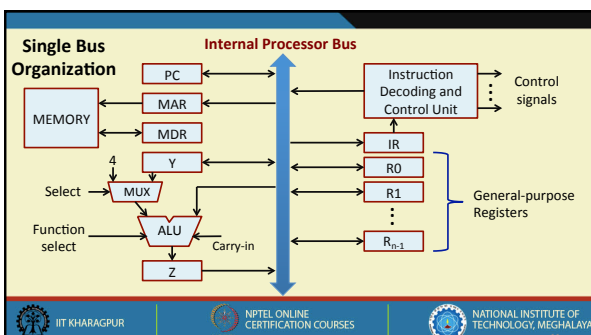 Single Bus
Organization
Internal Processor Bus
PC
MAR
MEMORY
MDR
4
Y
Select
MUX
Function
select
ALU
Carry-in
Z
Instruction
Decoding and
Control Unit
Control
signals
IR
R0
R1
General-purpose
Registers
Rn-1
IIT KHARAGPUR
NPTEL ONLINE
CERTIFICATION COURSES
NATIONAL INSTITUTE OF
TECHNOLOGY, MEGHALAYA